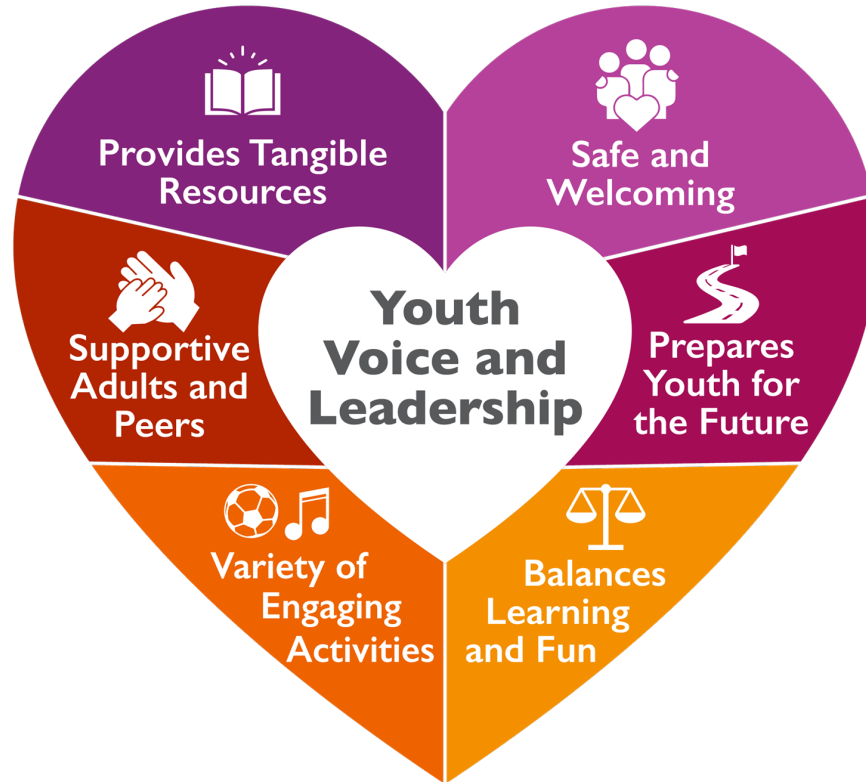 Provides Tangible
Resources
Safe and
Welcoming
Supportive
Adults and
Peers
Youth
Voice and
Leadership
Prepares
Youth for
the Future
Variety of
Engaging
Activities
Balances
Learning
and Fun